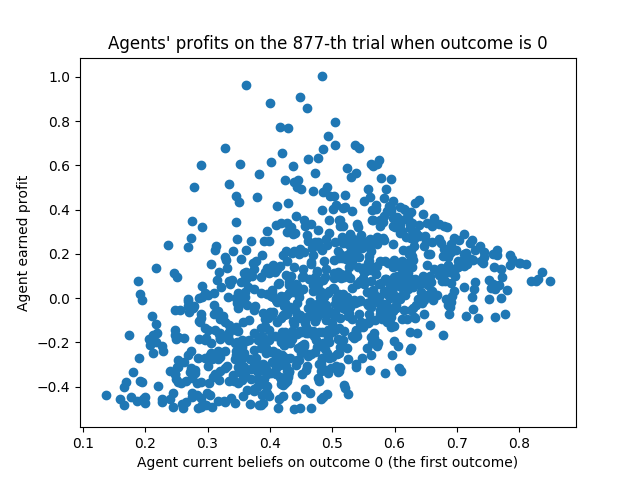 Agents' profits on the 877-th trial when outcome is 0
1.0
0.8
0.6
0.4
0.2
0.0
−0.2
−0.4
Agent earned profit
0.1 0.2 0.3 0.4 0.5 0.6 0.7 0.8
Agent current beliefs on outcome 0 (the first outcome)